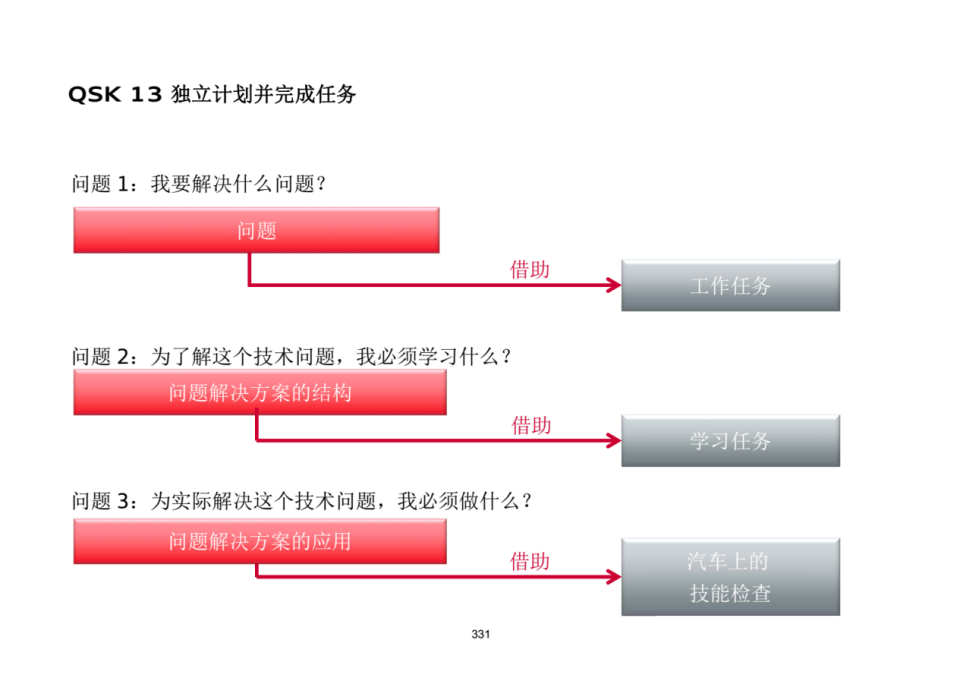 QSK 13 独立计划并完成任务
问题 1：我要解决什么问题？
问题
借助
工作任务
问题 2：为了解这个技术问题，我必须学习什么？
问题解决方案的结构
借助
学习任务
问题 3：为实际解决这个技术问题，我必须做什么？
问题解决方案的应用
借助
汽车上的
技能检查
331